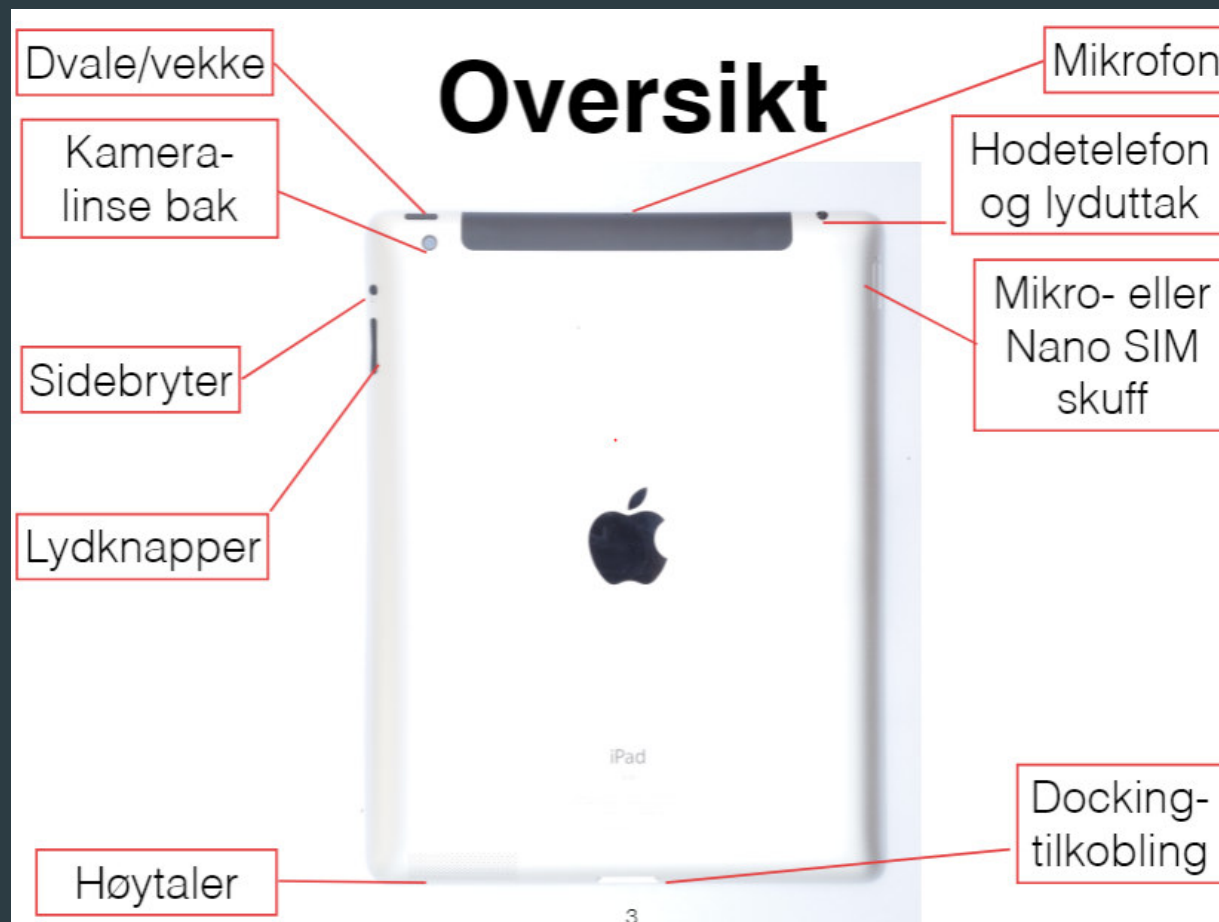 Oversikt
Dvale/vekke
Kamera-
linse bak
Sidebryter
Lydknapper
Høytaler
Mikrofon
Hodetelefon
og lyduttak
Mikro- eller
Nano SIM
skuff
Docking-
tilkobling
iPad
3